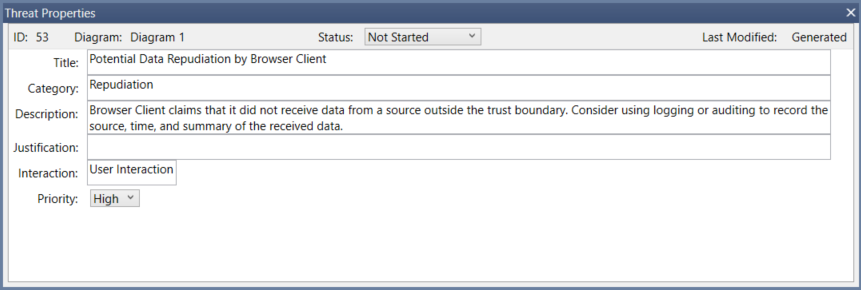 Threat Properties
ID: 53 Diagram: Diagram 1 Status: Not Started Last Modified: Generated
Title: Potential Data Repudiation by Browser Client
Category: Repudiation
Description: Browser Client claims that it did not receive data from a source outside the trust boundary. Consider using logging or auditing to record the
source, time, and summary of the received data.
Justification:
Interaction: User Interaction
Priority: High